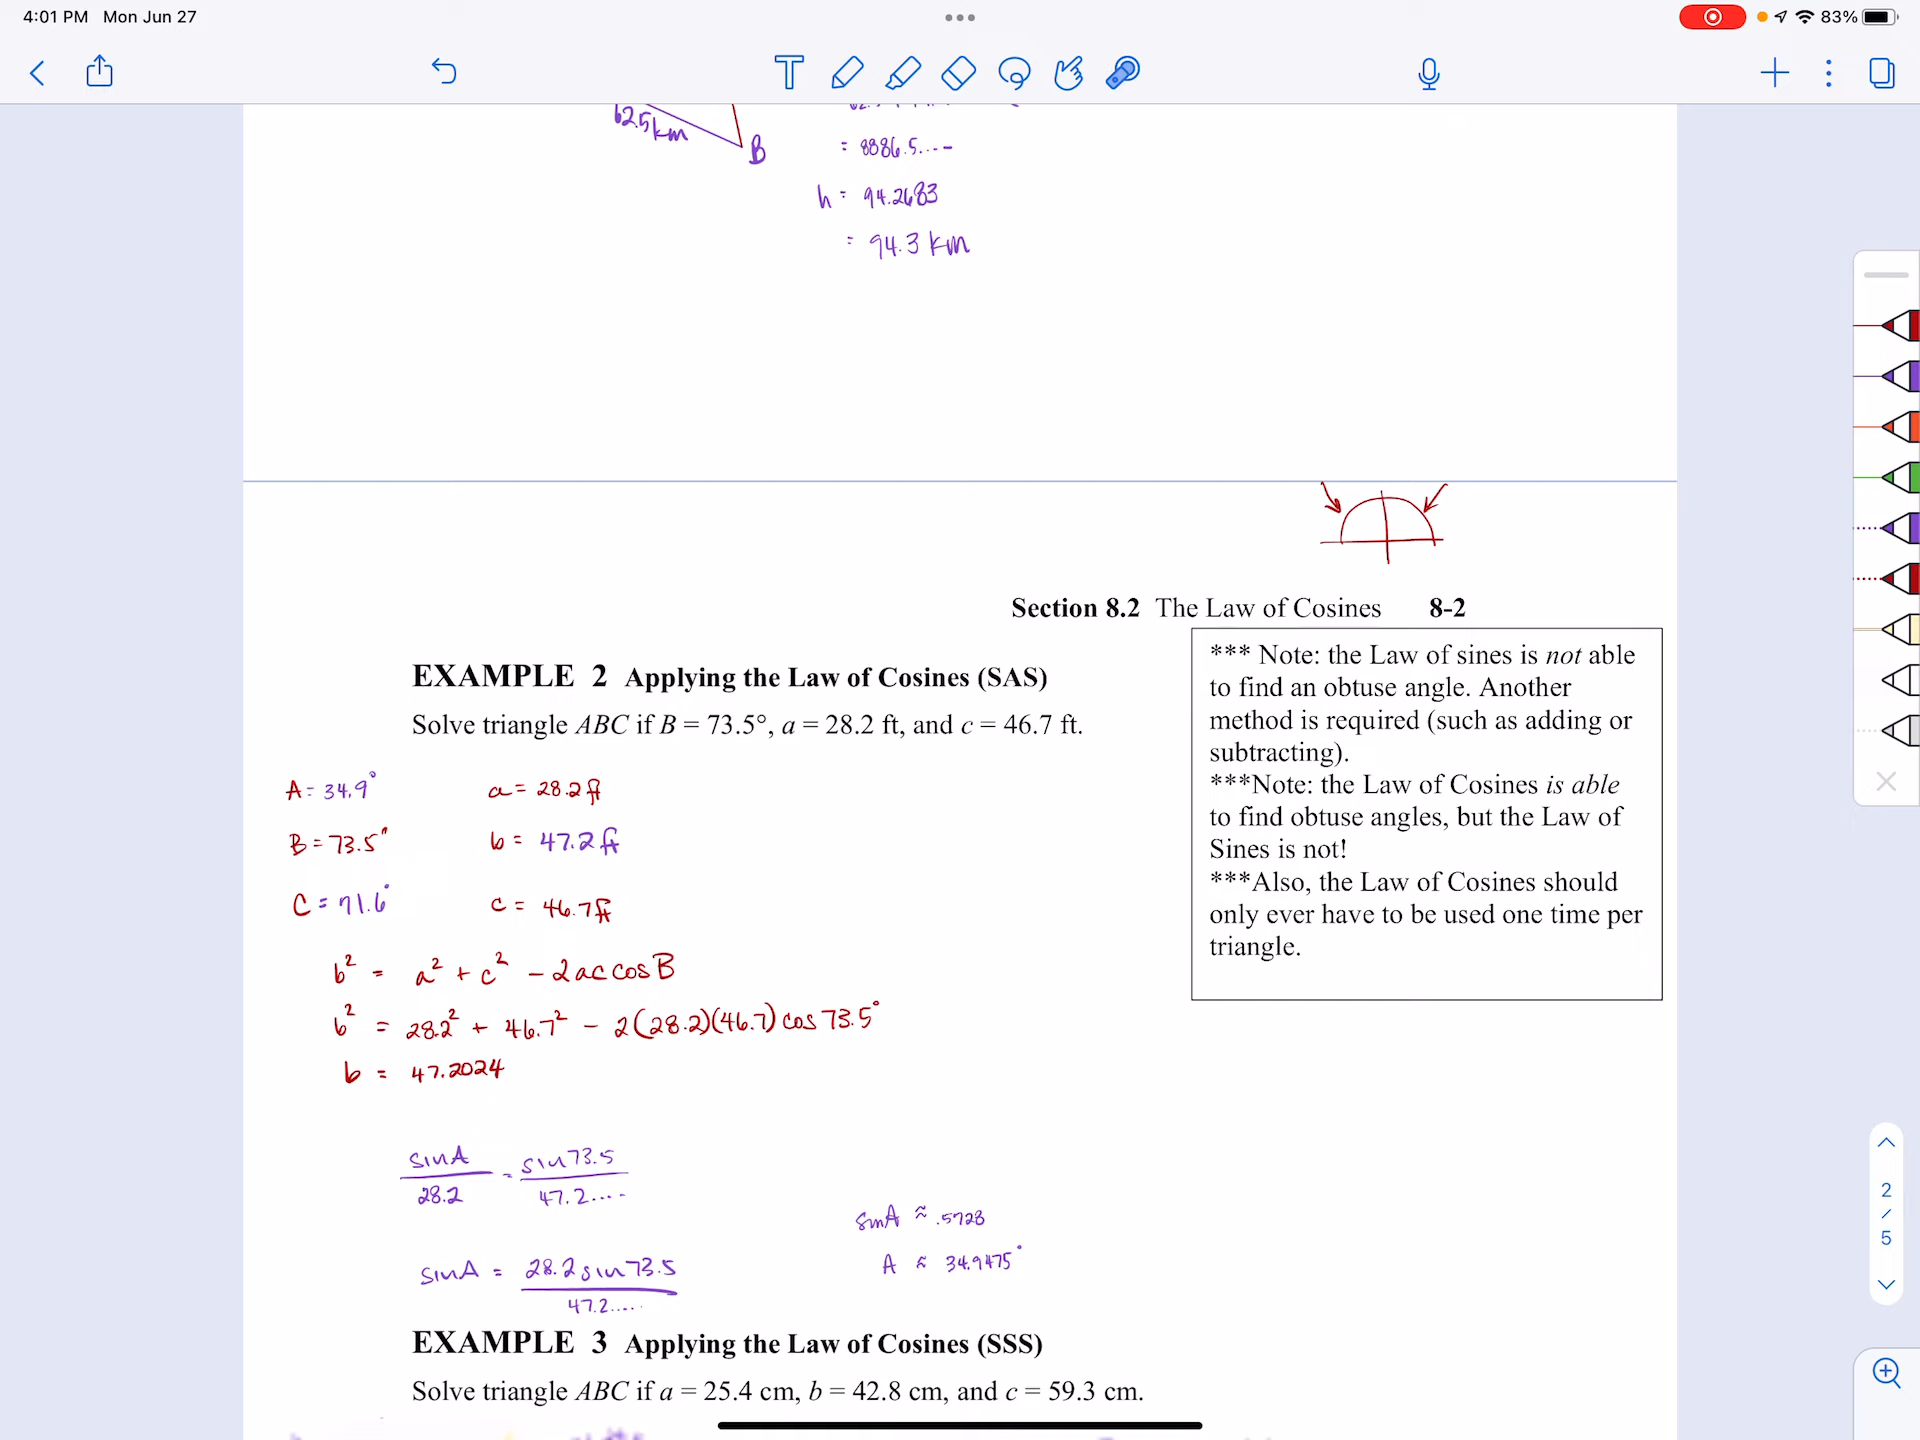 4:01 PM Mon Jun 27
83%
62.5km
B
= 8886.5...-
h = 94.2683
= 94.3 km
Section 8.2 The Law of Cosines 8-2
EXAMPLE 2 Applying the Law of Cosines (SAS)
Solve triangle ABC if B = 73.5°, a = 28.2 ft, and c = 46.7 ft.
*** Note: the Law of sines is not able
to find an obtuse angle. Another
method is required (such as adding or
subtracting).
***Note: the Law of Cosines is able
to find obtuse angles, but the Law of
Sines is not!
***Also, the Law of Cosines should
only ever have to be used one time per
triangle.
A = 34.9° a = 28.2 ft
B = 73.5° b = 47.2 ft
C = 71.6° c = 46.7 ft
b² = a² + c² - 2ac cos B
b² = 28.2² + 46.7² - 2(28.2)(46.7) cos 73.5°
b = 47.2024
sin A / 28.2 = sin 73.5 / 47.2....
sin A = 28.2 sin 73.5 / 47.2....
sin A ≈ .5728
A ≈ 34.9475°
EXAMPLE 3 Applying the Law of Cosines (SSS)
Solve triangle ABC if a = 25.4 cm, b = 42.8 cm, and c = 59.3 cm.
2
/
5